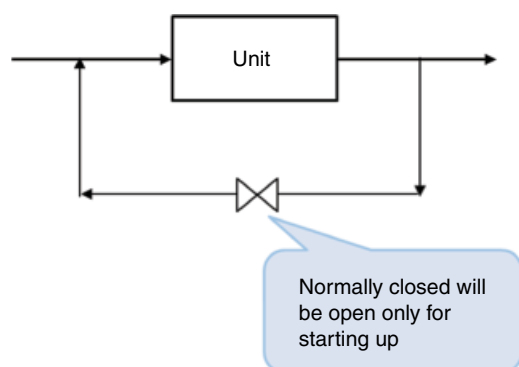 Unit
Normally closed will
be open only for
starting up